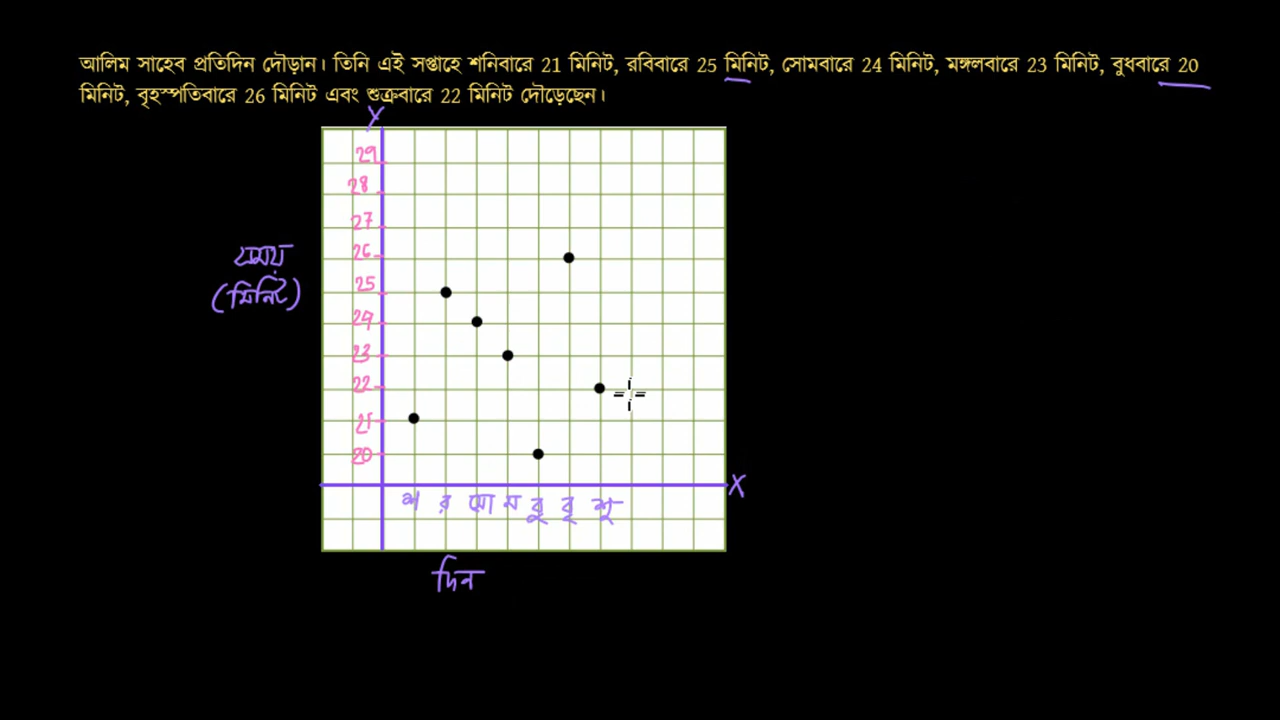 আলিম সাহেব প্রতিদিন দৌড়ান। তিনি এই সপ্তাহে শনিবারে 21 মিনিট, রবিবারে 25 মিনিট, সোমবারে 24 মিনিট, মঙ্গলবারে 23 মিনিট, বুধবারে 20
মিনিট, বৃহস্পতিবারে 26 মিনিট এবং শুক্রবারে 22 মিনিট দৌড়েছেন।
Y
29
28
27
26
সময়
25
(মিনিট)
24
23
22
21
20
X
শ র সো ম বু বৃ শু
দিন